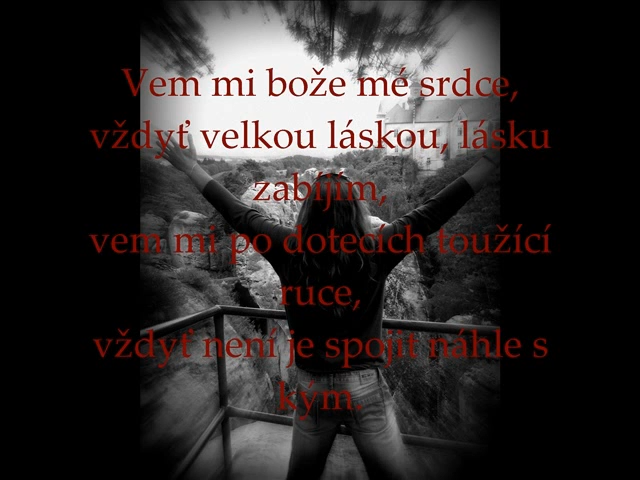 Vem mi bože mé srdce,
vždyť velkou láskou, lásku
zabíjím,
vem mi po dotecích toužící
ruce,
vždyť není je spojit náhle s
kým.